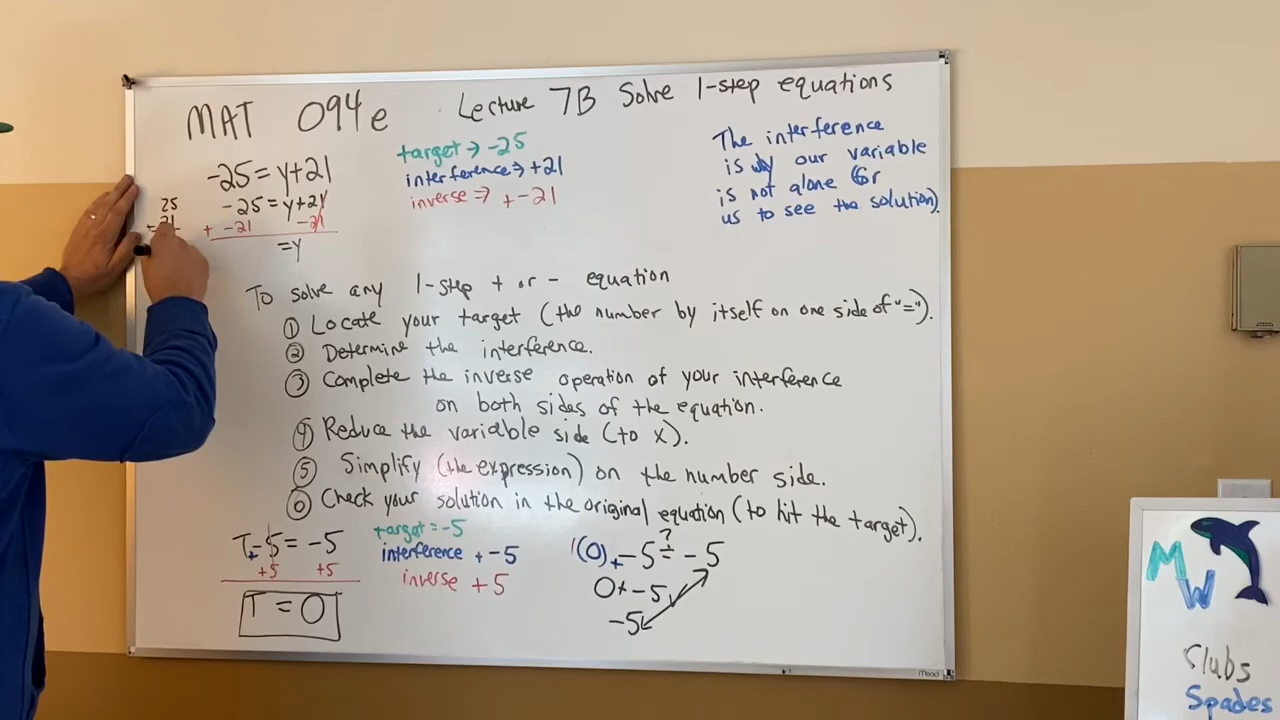 MAT 094e Lecture 7B Solve 1-step equations
-25 = y+21
-25 = y+21
+ -21 -21
= y
25
21
target → -25
interference ⇒ +21
inverse ⇒ +-21
The interference
is why our variable
is not alone (for
us to see the solution).
To solve any 1-step + or - equation
① Locate your target (the number by itself on one side of "=").
② Determine the interference.
③ Complete the inverse operation of your interference
on both sides of the equation.
④ Reduce the variable side (to x).
⑤ Simplify (the expression) on the number side.
⑥ Check your solution in the original equation (to hit the target).
T-5 = -5
+5 +5
T = 0
target = -5
interference + -5
inverse +5
1(0) + -5 ≟ -5
0+ -5
-5
MW
Clubs
Spades
mead